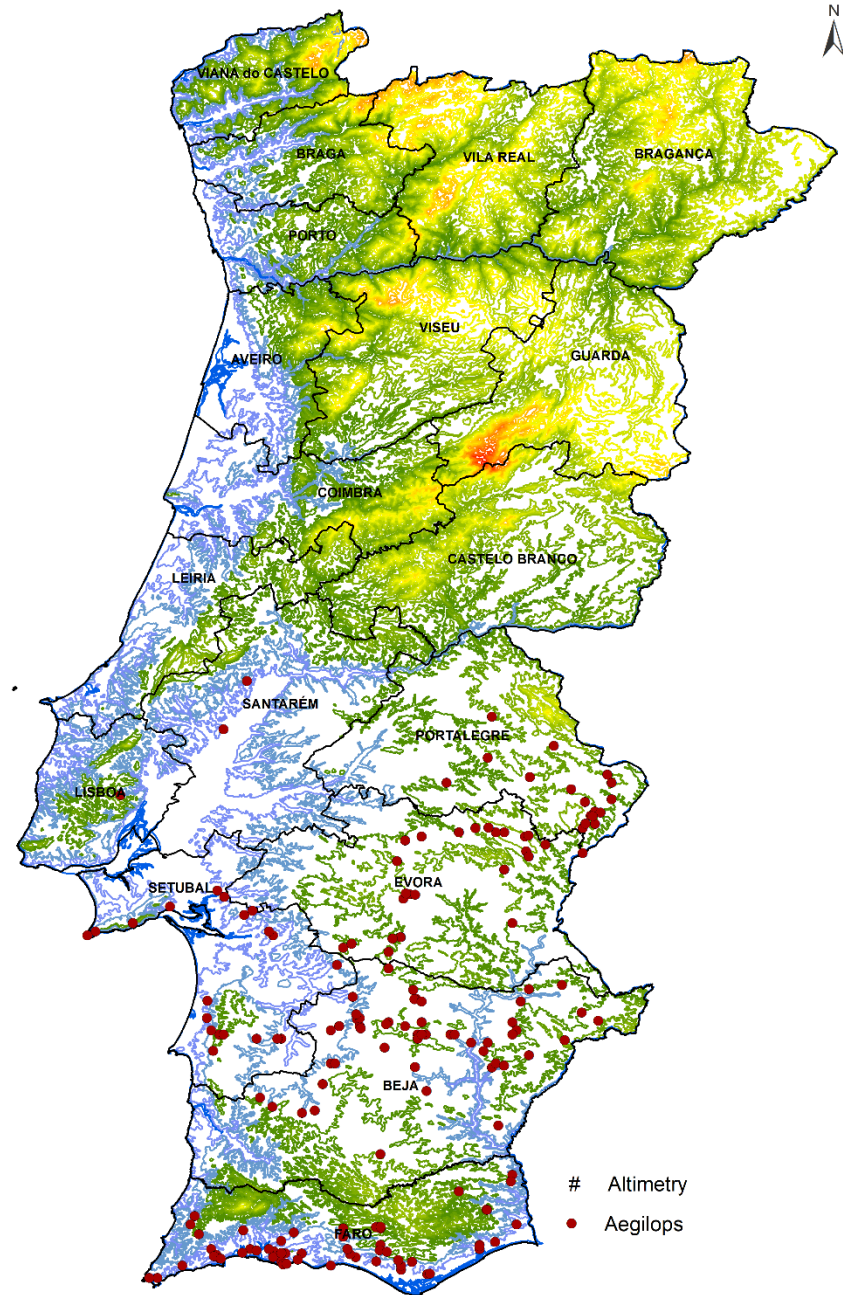 N
VIANA do CASTELO
BRAGA
VILA REAL
BRAGANÇA
PORTO
AVEIRO
VISEU
GUARDA
COIMBRA
CASTELO BRANCO
LEIRIA
SANTARÉM
PORTALEGRE
LISBOA
SETUBAL
EVORA
BEJA
FARO
# Altimetry
Aegilops